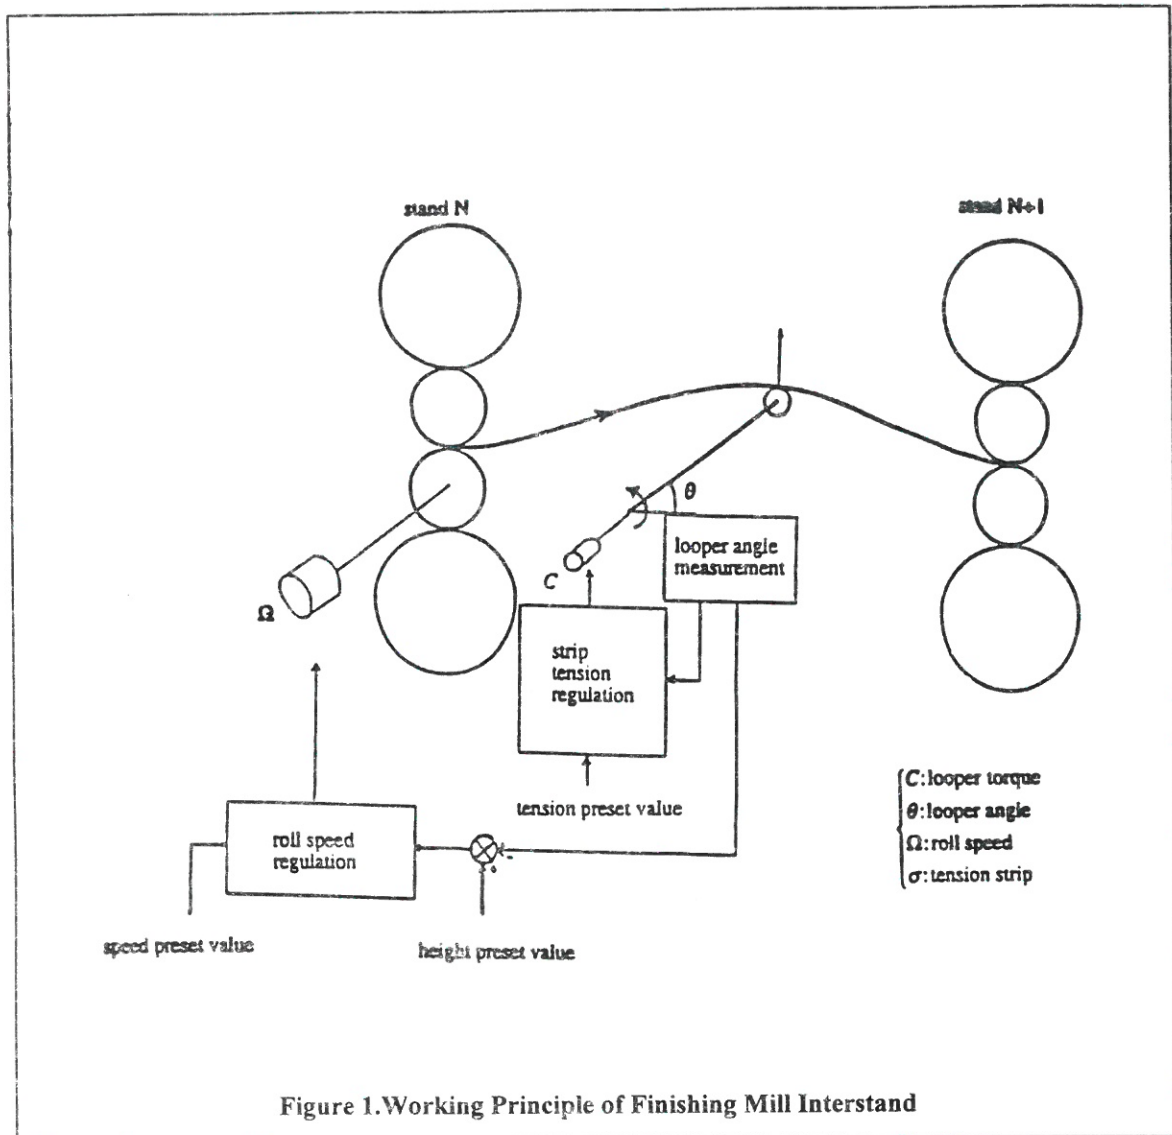 stand N
stand N+1
θ
looper angle
measurement
C
Ω
strip
tension
regulation
tension preset value
roll speed
regulation
speed preset value
height preset value
C:looper torque
θ:looper angle
Ω:roll speed
σ:tension strip
Figure 1.Working Principle of Finishing Mill Interstand